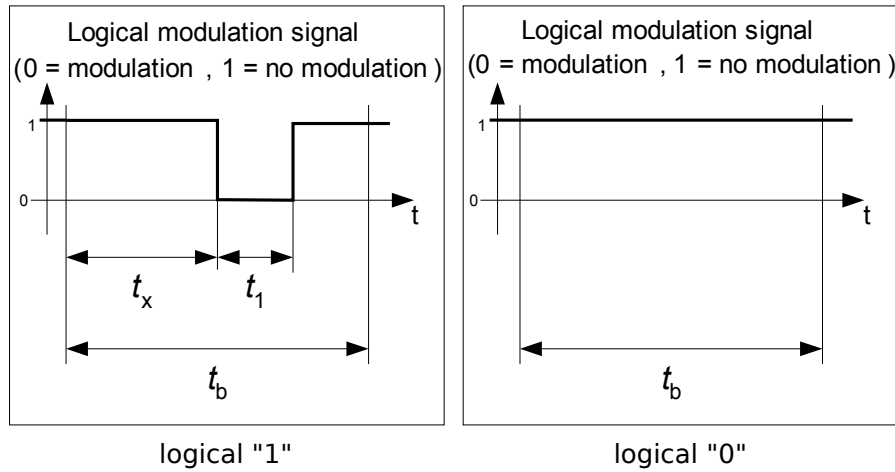 Logical modulation signal
(0 = modulation , 1 = no modulation )
1
0
t
tx
t1
tb
logical "1"
Logical modulation signal
(0 = modulation , 1 = no modulation )
1
0
t
tb
logical "0"